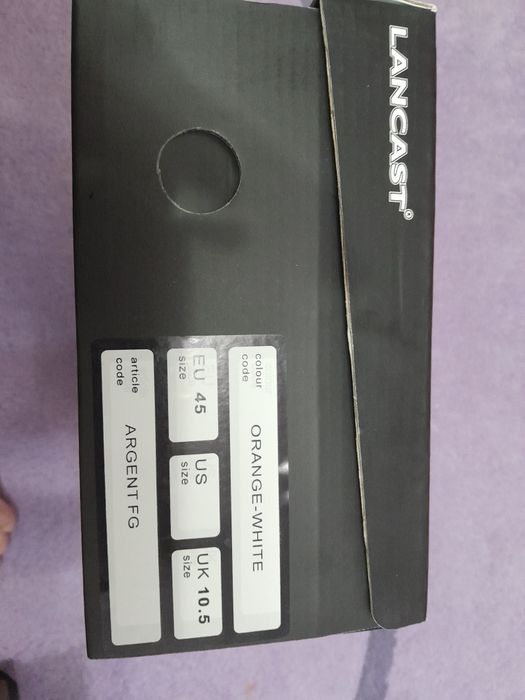 LANCAST®
colour code ORANGE-WHITE
EU size 45
US size
UK size 10.5
article code ARGENT FG